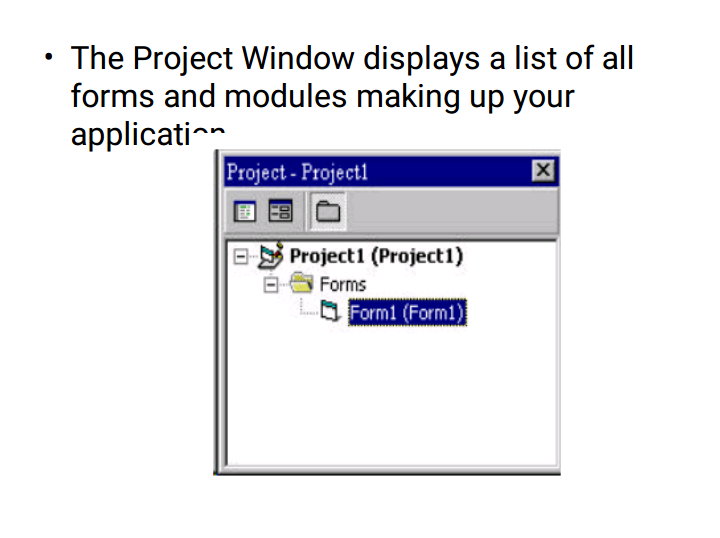 • The Project Window displays a list of all
forms and modules making up your
application
Project - Project1
Project1 (Project1)
Forms
Form1 (Form1)